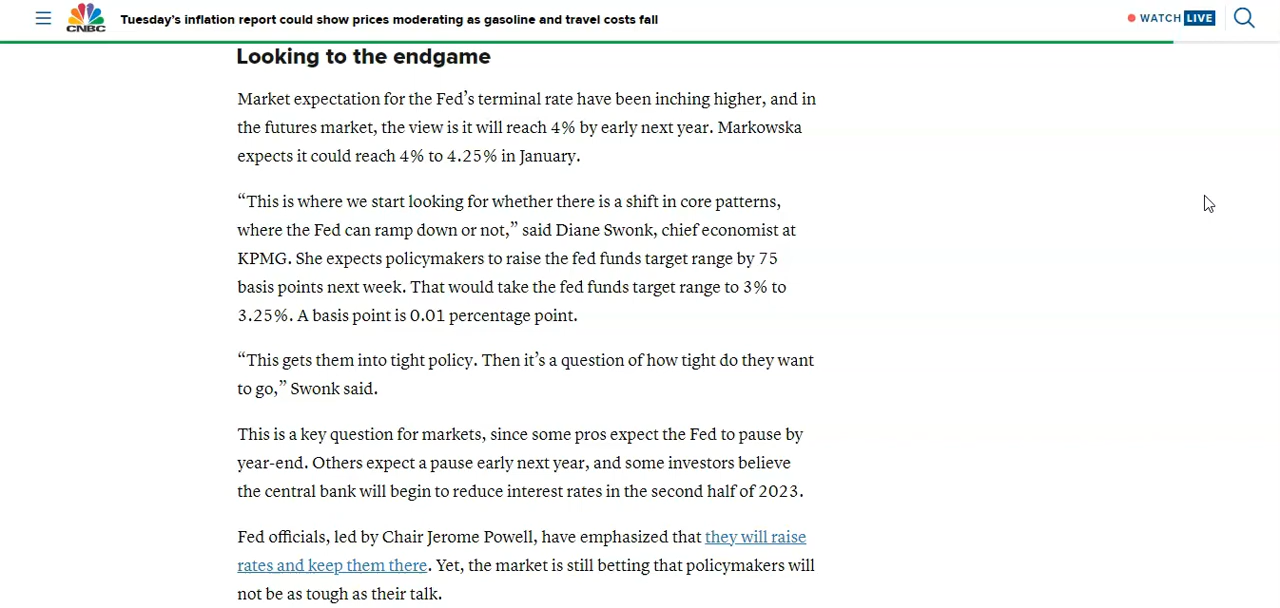 CNBC
Tuesday's inflation report could show prices moderating as gasoline and travel costs fall
WATCH LIVE
Looking to the endgame
Market expectation for the Fed’s terminal rate have been inching higher, and in
the futures market, the view is it will reach 4% by early next year. Markowska
expects it could reach 4% to 4.25% in January.
“This is where we start looking for whether there is a shift in core patterns,
where the Fed can ramp down or not,” said Diane Swonk, chief economist at
KPMG. She expects policymakers to raise the fed funds target range by 75
basis points next week. That would take the fed funds target range to 3% to
3.25%. A basis point is 0.01 percentage point.
“This gets them into tight policy. Then it’s a question of how tight do they want
to go,” Swonk said.
This is a key question for markets, since some pros expect the Fed to pause by
year-end. Others expect a pause early next year, and some investors believe
the central bank will begin to reduce interest rates in the second half of 2023.
Fed officials, led by Chair Jerome Powell, have emphasized that they will raise
rates and keep them there. Yet, the market is still betting that policymakers will
not be as tough as their talk.